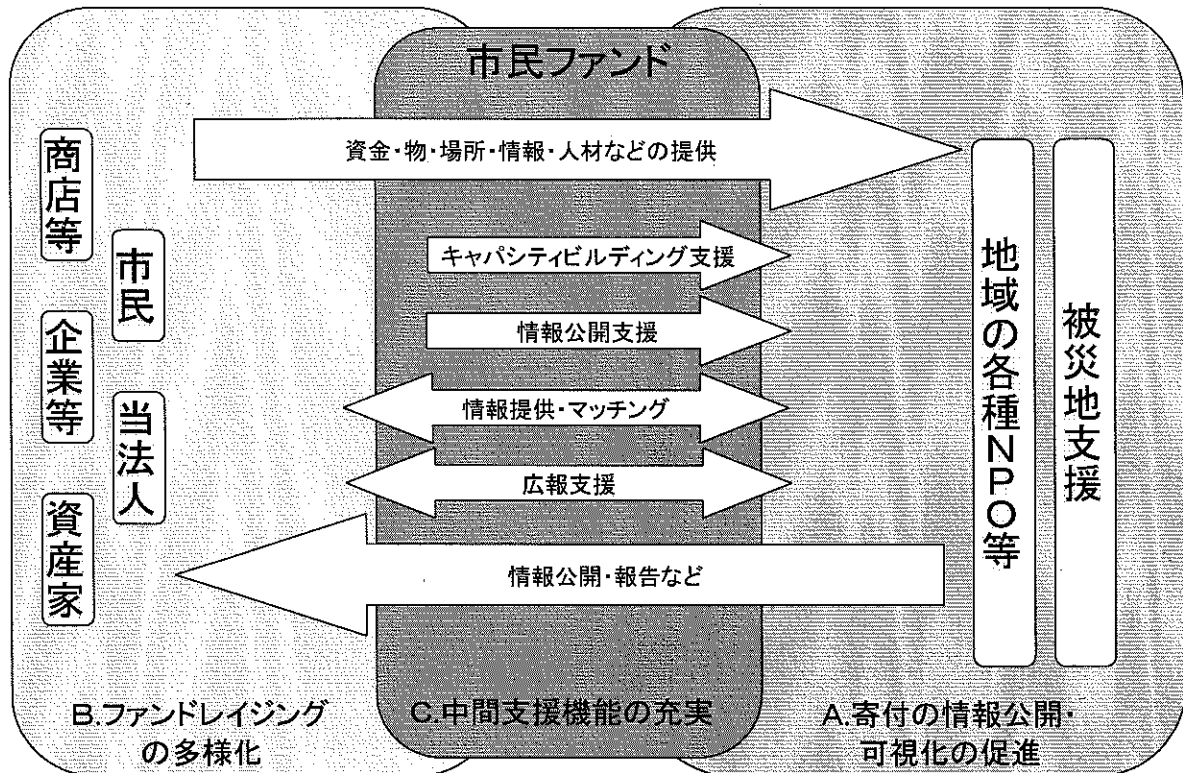 市民ファンド
資金・物・場所・情報・人材などの提供
キャパシティビルディング支援
情報公開支援
情報提供・マッチング
広報支援
情報公開・報告など
商店等
市民
企業等
当法人
資産家
地域の各種NPO等
被災地支援
B.ファンドレイジング
の多様化
C.中間支援機能の充実
A.寄付の情報公開・
可視化の促進